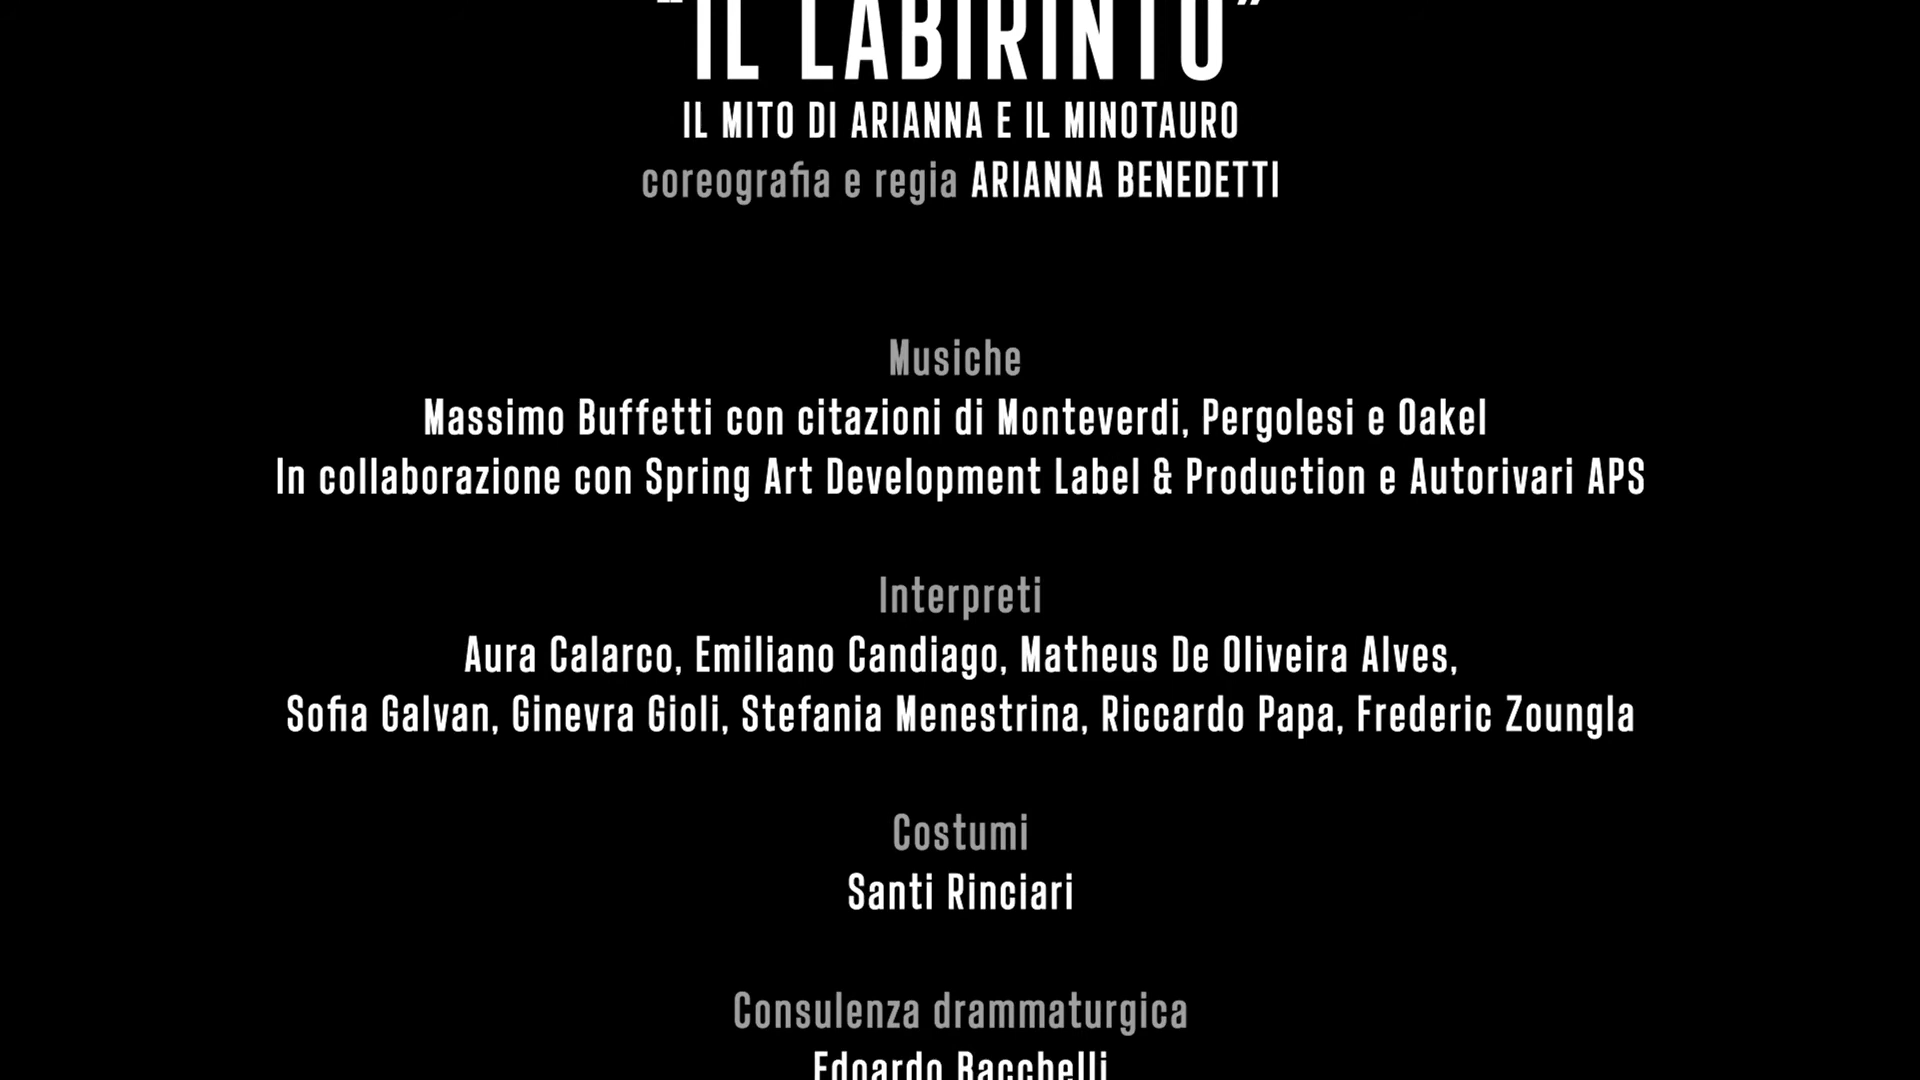 "IL LABIRINTO"
IL MITO DI ARIANNA E IL MINOTAURO
coreografia e regia ARIANNA BENEDETTI
Musiche
Massimo Buffetti con citazioni di Monteverdi, Pergolesi e Oakel
In collaborazione con Spring Art Development Label & Production e Autorivari APS
Interpreti
Aura Calarco, Emiliano Candiago, Matheus De Oliveira Alves,
Sofia Galvan, Ginevra Gioli, Stefania Menestrina, Riccardo Papa, Frederic Zoungla
Costumi
Santi Rinciari
Consulenza drammaturgica
Edoardo Bacchelli